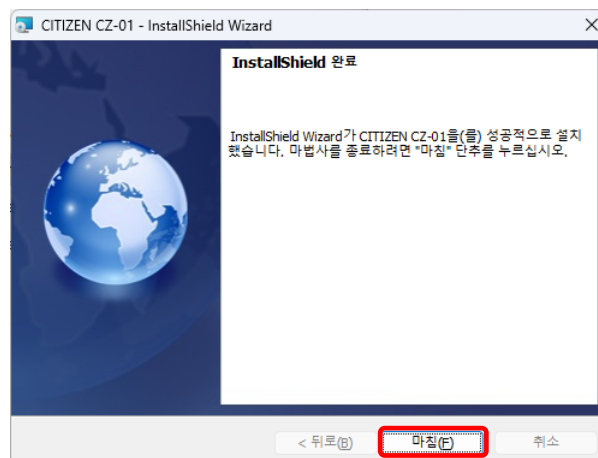 CITIZEN CZ-01 - InstallShield Wizard
InstallShield 완료
InstallShield Wizard가 CITIZEN CZ-01을(를) 성공적으로 설치
했습니다. 마법사를 종료하려면 "마침" 단추를 누르십시오.
< 뒤로(B) 마침(F) 취소